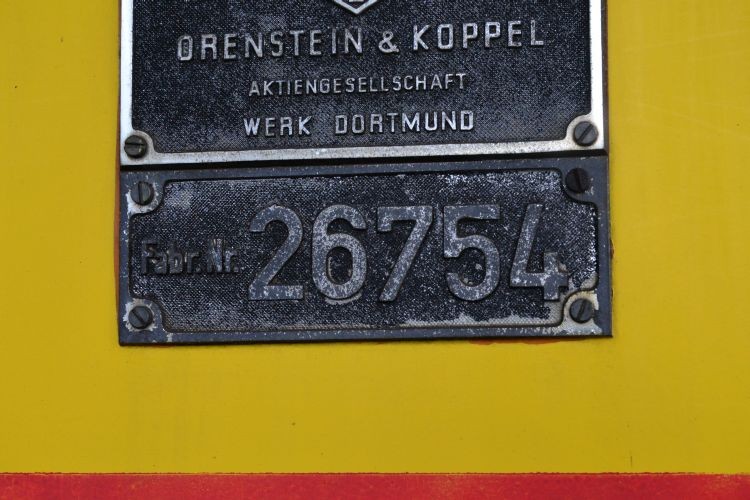 ORENSTEIN & KOPPEL
AKTIENGESELLSCHAFT
WERK DORTMUND
Fabr. Nr. 26754